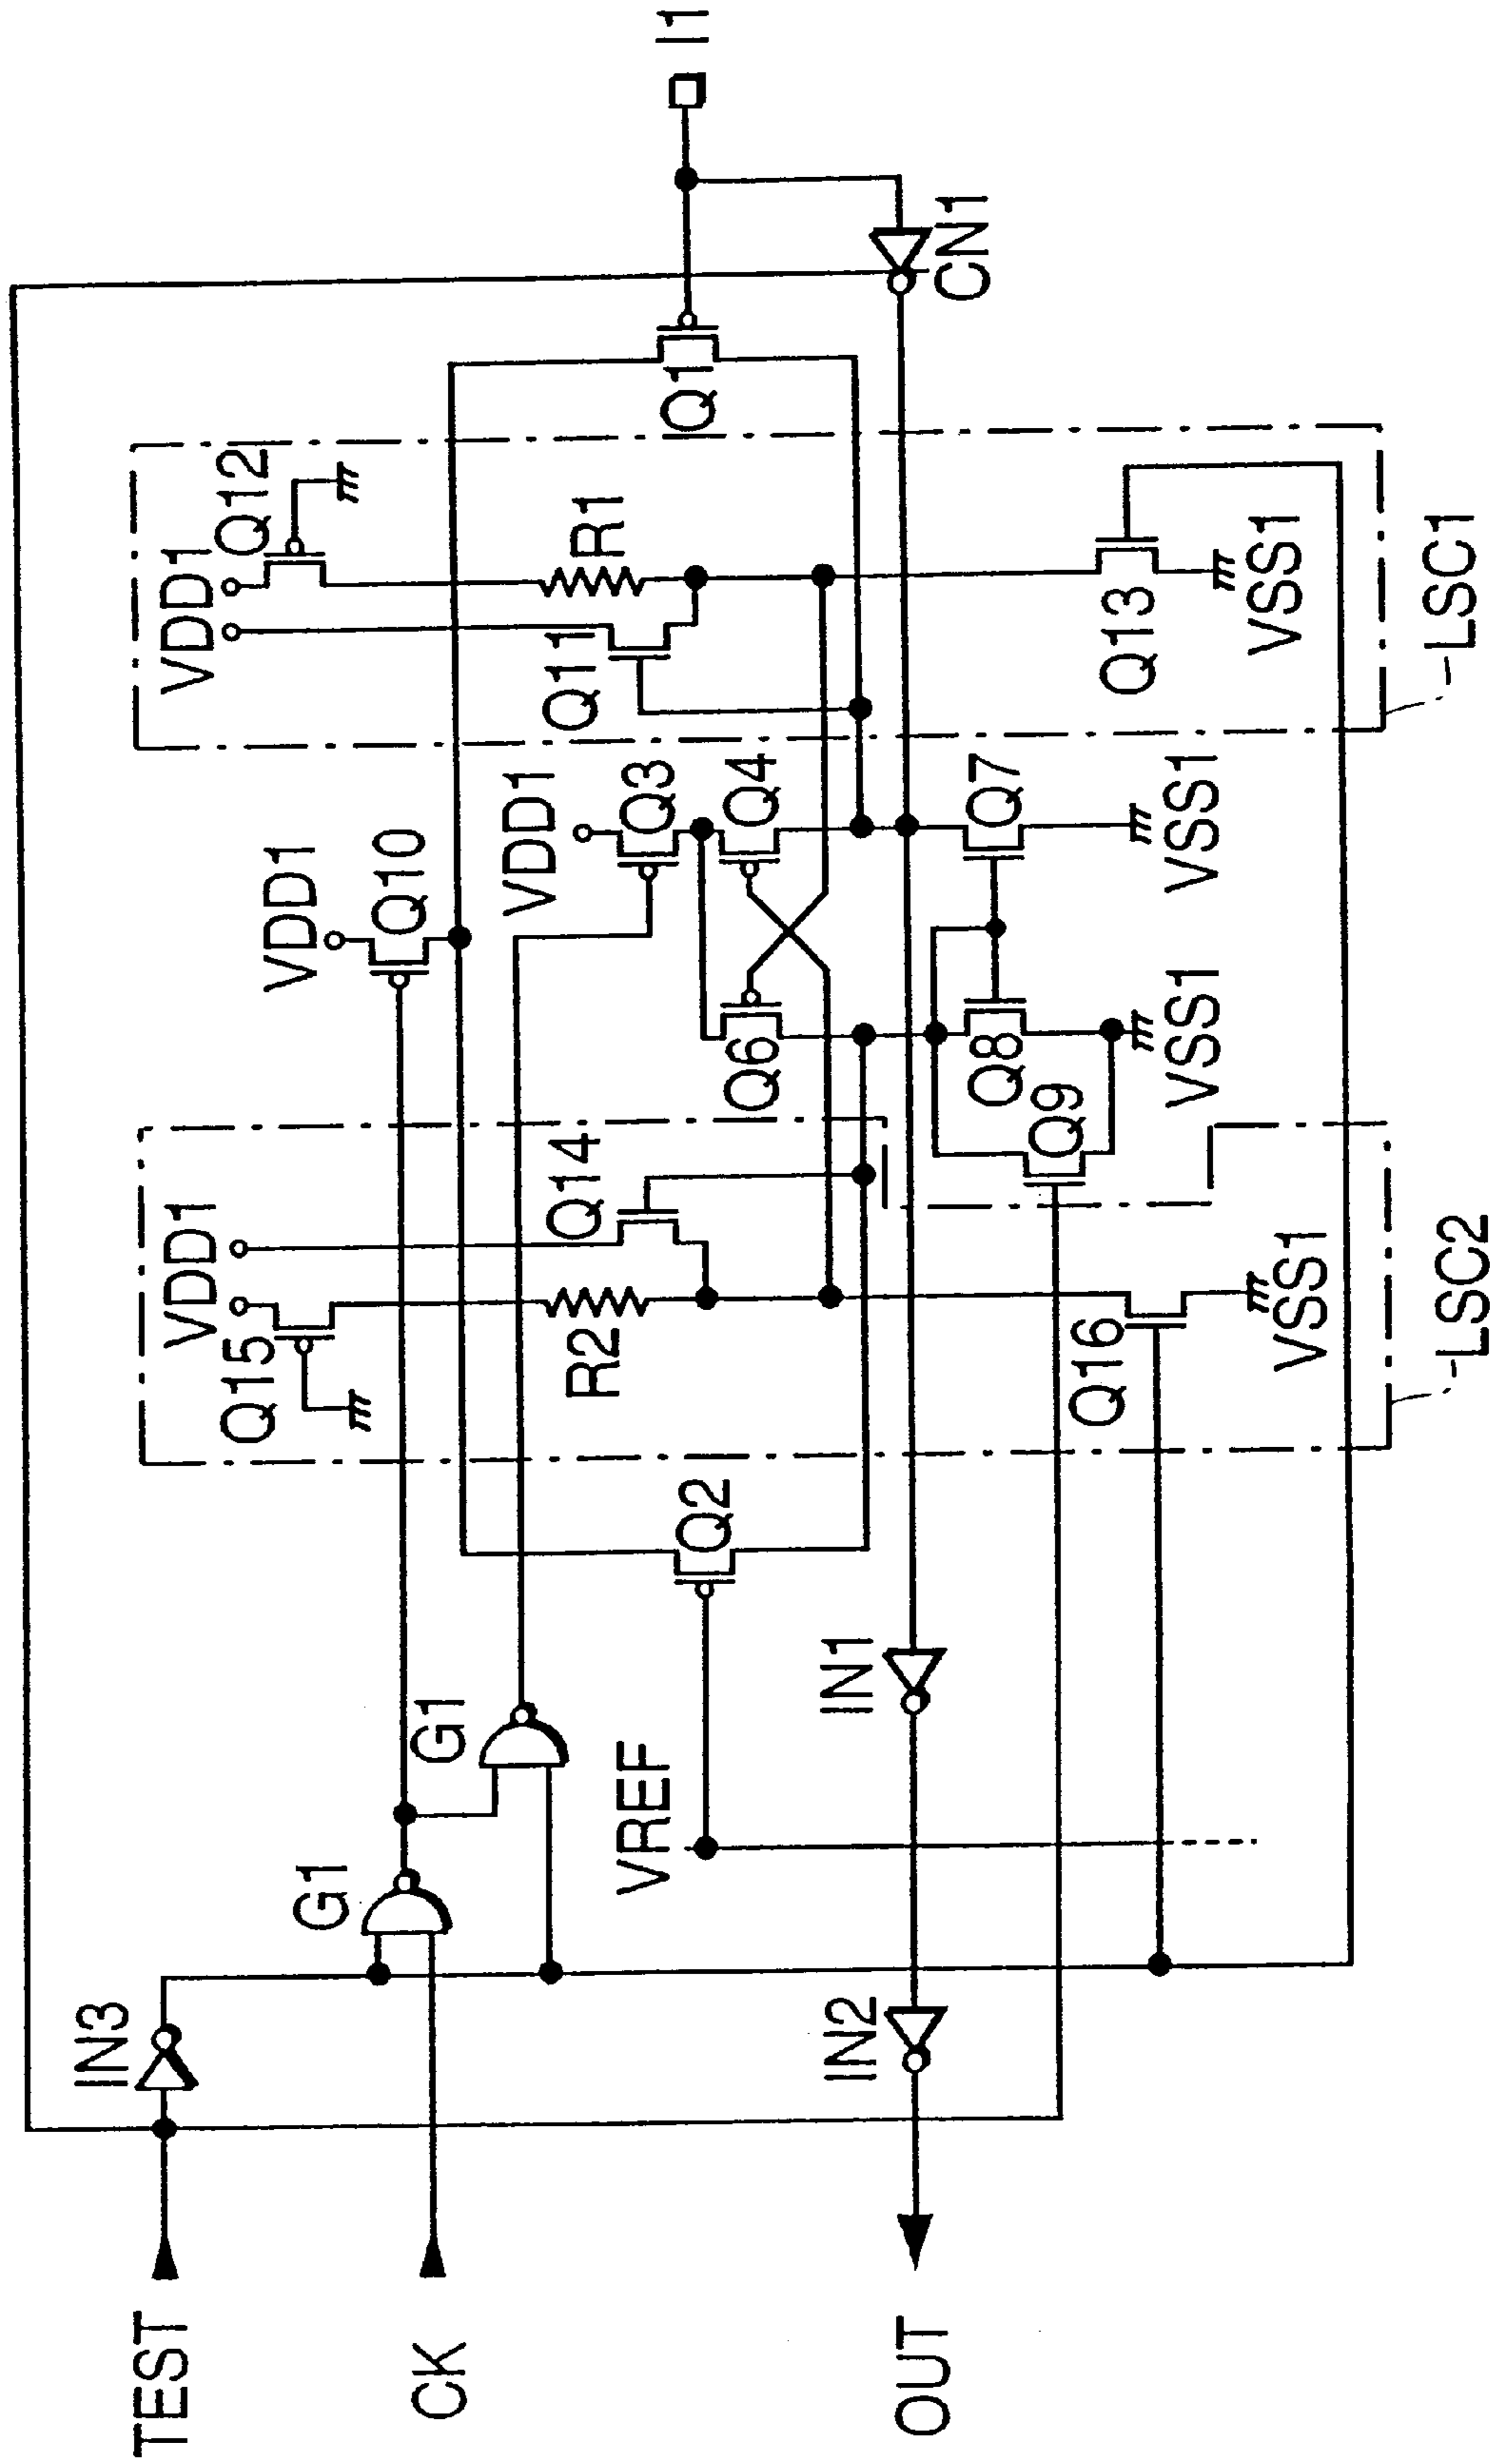 TEST
CK
OUT
IN3
G1
G1
VREF
IN2
IN1
Q2
VDD1
Q15
R2
Q14
Q16
VSS1
LSC2
VDD1
Q10
VDD1
Q3
Q4
Q6
Q7
Q8
Q9
VSS1
VSS1
VDD1
Q12
Q11
R1
Q13
VSS1
LSC1
Q1
CN1
I1